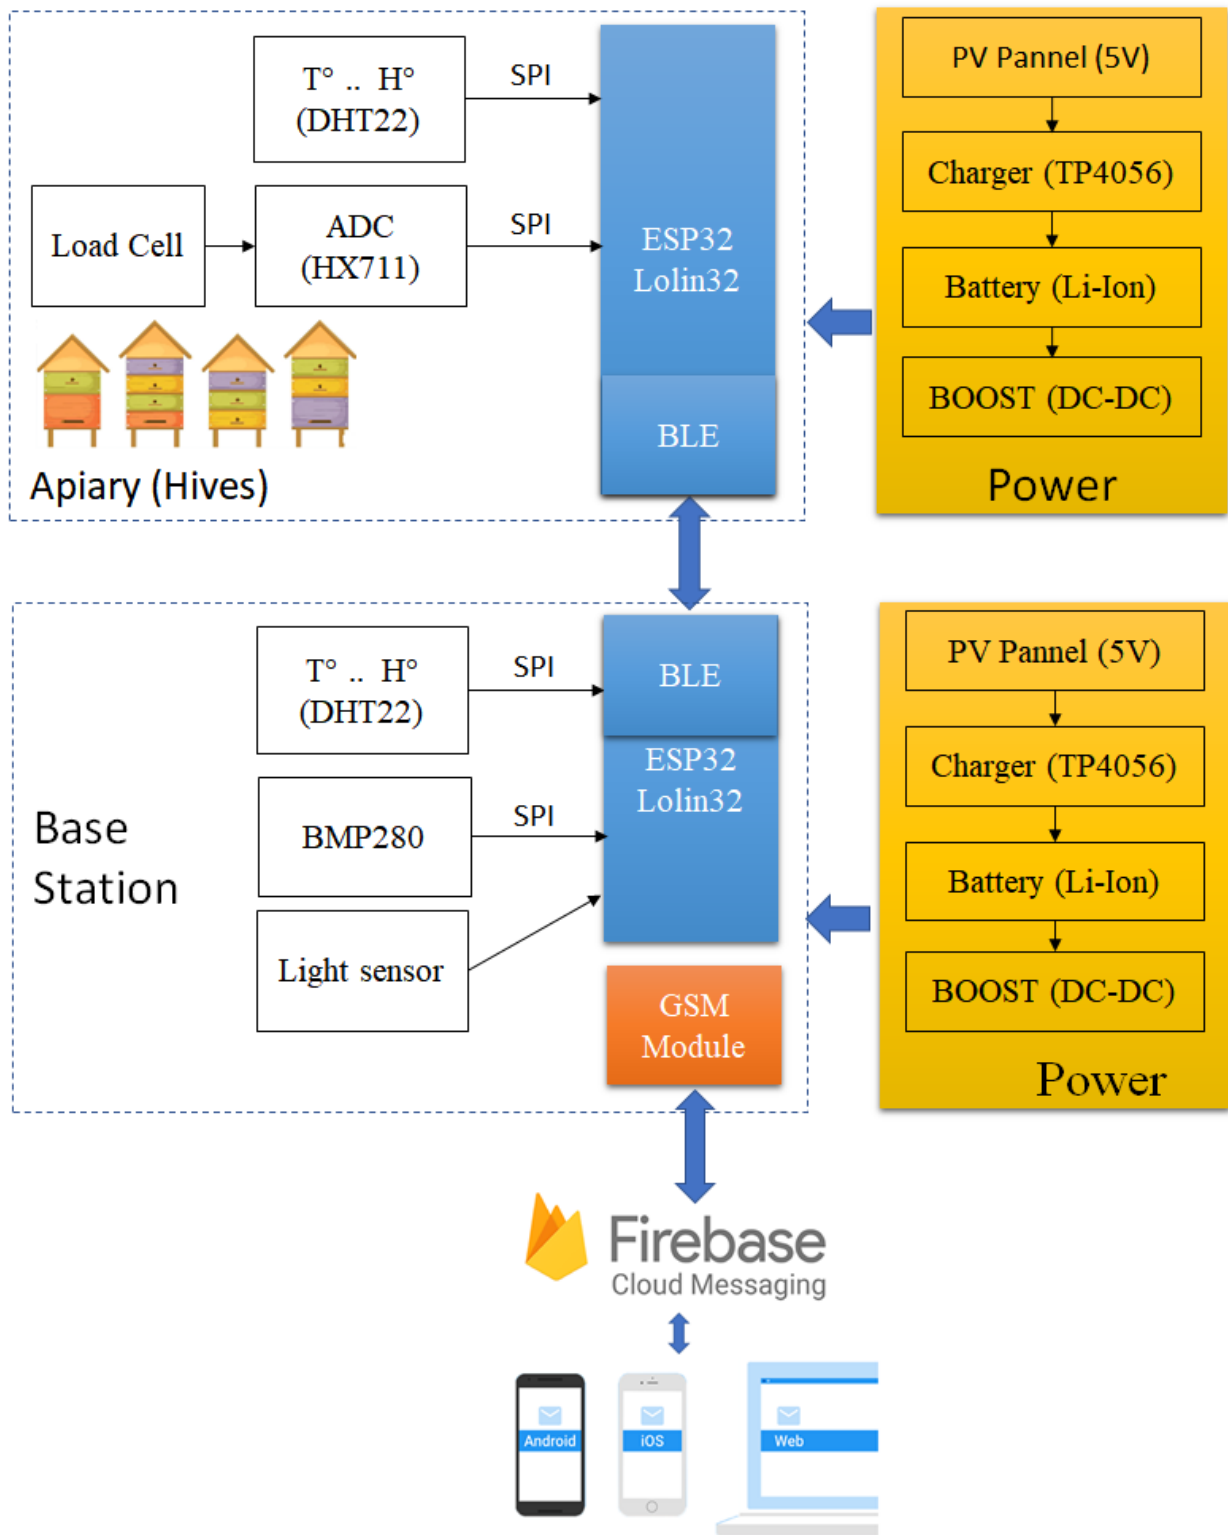 T° .. H°
(DHT22)
SPI
Load Cell
ADC
(HX711)
SPI
ESP32
Lolin32
BLE
Apiary (Hives)
PV Pannel (5V)
Charger (TP4056)
Battery (Li-Ion)
BOOST (DC-DC)
Power
T° .. H°
(DHT22)
SPI
BLE
ESP32
Lolin32
BMP280
SPI
Base
Station
Light sensor
GSM
Module
PV Pannel (5V)
Charger (TP4056)
Battery (Li-Ion)
BOOST (DC-DC)
Power
Firebase
Cloud Messaging
Android
iOS
Web